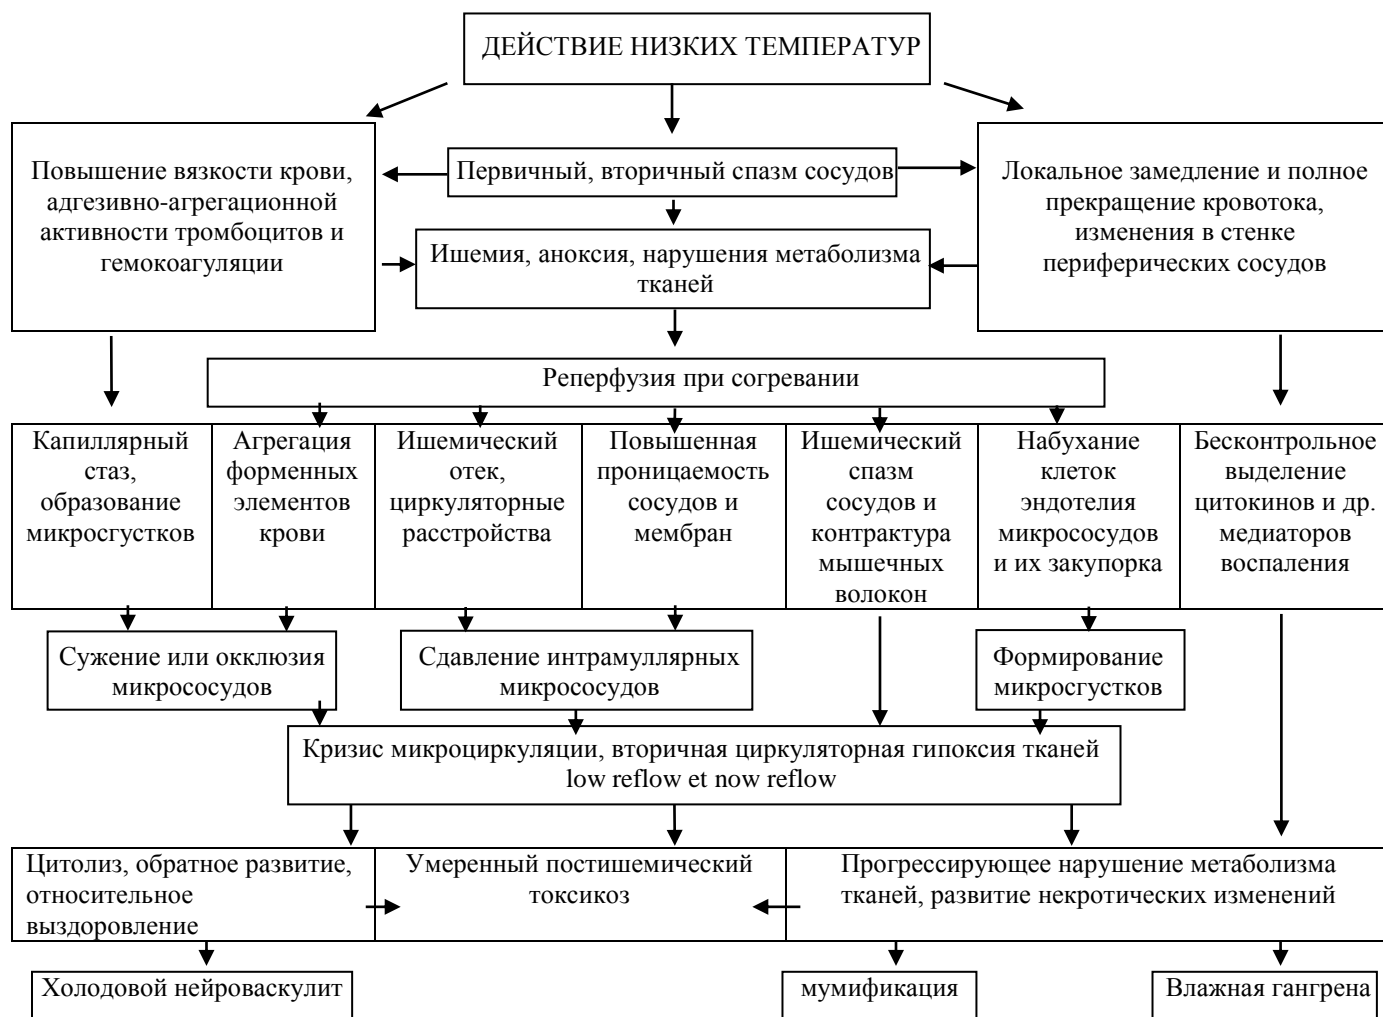 ДЕЙСТВИЕ НИЗКИХ ТЕМПЕРАТУР
Повышение вязкости крови,
адгезивно-агрегационной
активности тромбоцитов и
гемокоагуляции
Первичный, вторичный спазм сосудов
Локальное замедление и полное
прекращение кровотока,
изменения в стенке
периферических сосудов
Ишемия, аноксия, нарушения метаболизма
тканей
Реперфузия при согревании
Капиллярный
стаз,
образование
микросгустков
Агрегация
форменных
элементов
крови
Ишемический
отек,
циркуляторные
расстройства
Повышенная
проницаемость
сосудов и
мембран
Ишемический
спазм
сосудов и
контрактура
мышечных
волокон
Набухание
клеток
эндотелия
микрососудов
и их закупорка
Бесконтрольное
выделение
цитокинов и др.
медиаторов
воспаления
Сужение или окклюзия
микрососудов
Сдавление интрамуллярных
микрососудов
Формирование
микросгустков
Кризис микроциркуляции, вторичная циркуляторная гипоксия тканей
low reflow et now reflow
Цитолиз, обратное развитие,
относительное
выздоровление
Умеренный постишемический
токсикоз
Прогрессирующее нарушение метаболизма
тканей, развитие некротических изменений
Холодовой нейроваскулит
мумификация
Влажная гангрена